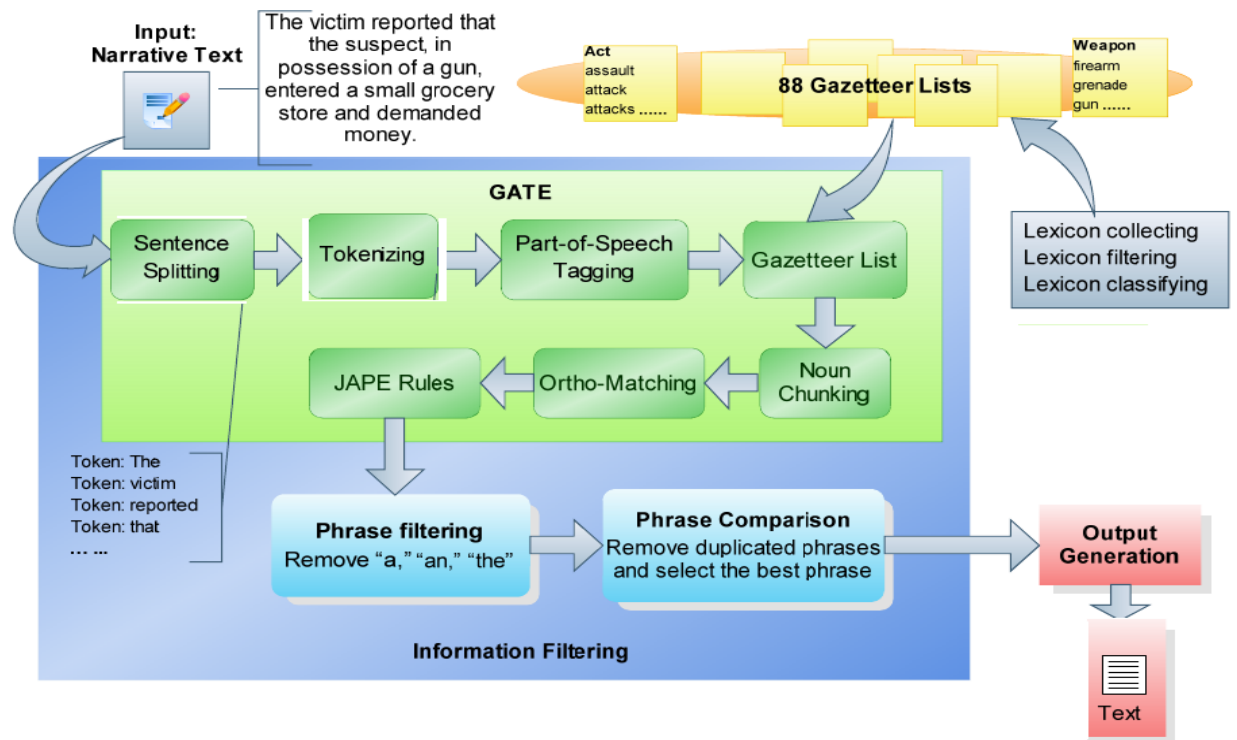 Input:
Narrative Text
The victim reported that
the suspect, in
possession of a gun,
entered a small grocery
store and demanded
money.
Act
assault
attack
attacks ......
88 Gazetteer Lists
Weapon
firearm
grenade
gun ......
Lexicon collecting
Lexicon filtering
Lexicon classifying
GATE
Sentence
Splitting
Tokenizing
Part-of-Speech
Tagging
Gazetteer List
JAPE Rules
Ortho-Matching
Noun
Chunking
Token: The
Token: victim
Token: reported
Token: that
... ...
Phrase filtering
Remove “a,” “an,” “the”
Phrase Comparison
Remove duplicated phrases
and select the best phrase
Output
Generation
Information Filtering
Text